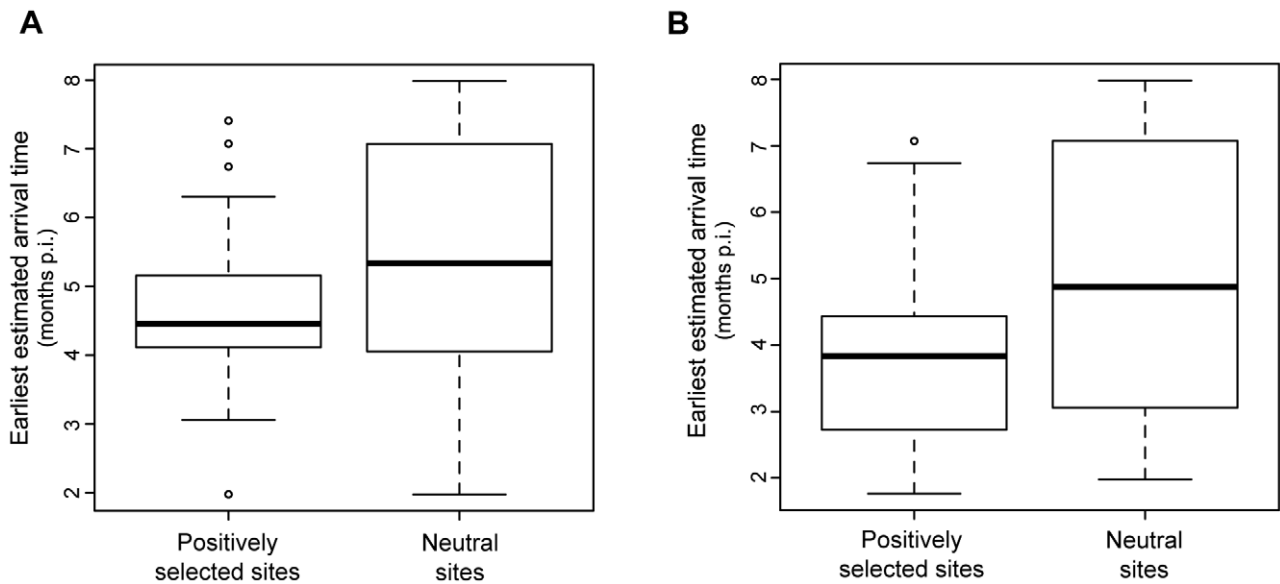 A
Earliest estimated arrival time
(months p.i.)
8
7
6
5
4
3
2
Positively
selected sites
Neutral
sites
B
Earliest estimated arrival time
(months p.i.)
8
7
6
5
4
3
2
Positively
selected sites
Neutral
sites